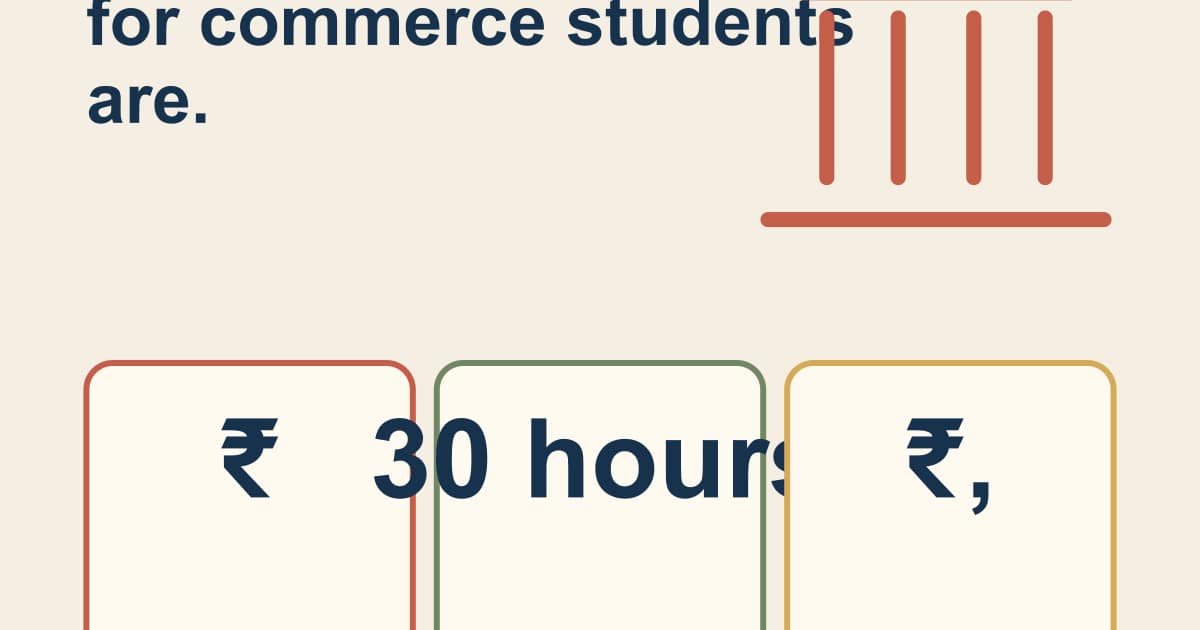 for commerce students
are.
₹ 30 hours ₹,